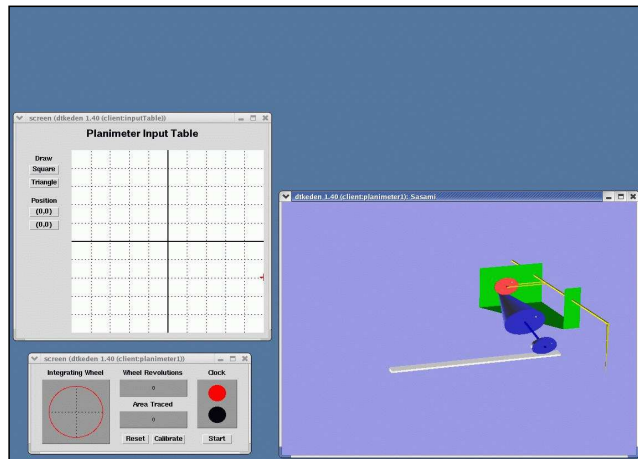 screen (dtkeden 1.40 (client:inputTable))
Planimeter Input Table
Draw
Square
Triangle
Position
(0,0)
(0,0)
dtkeden 1.40 (client:planimeter1): Sasami
screen (dtkeden 1.40 (client:planimeter1))
Integrating Wheel Wheel Revolutions Clock
0
Area Traced
0
Reset Calibrate Start